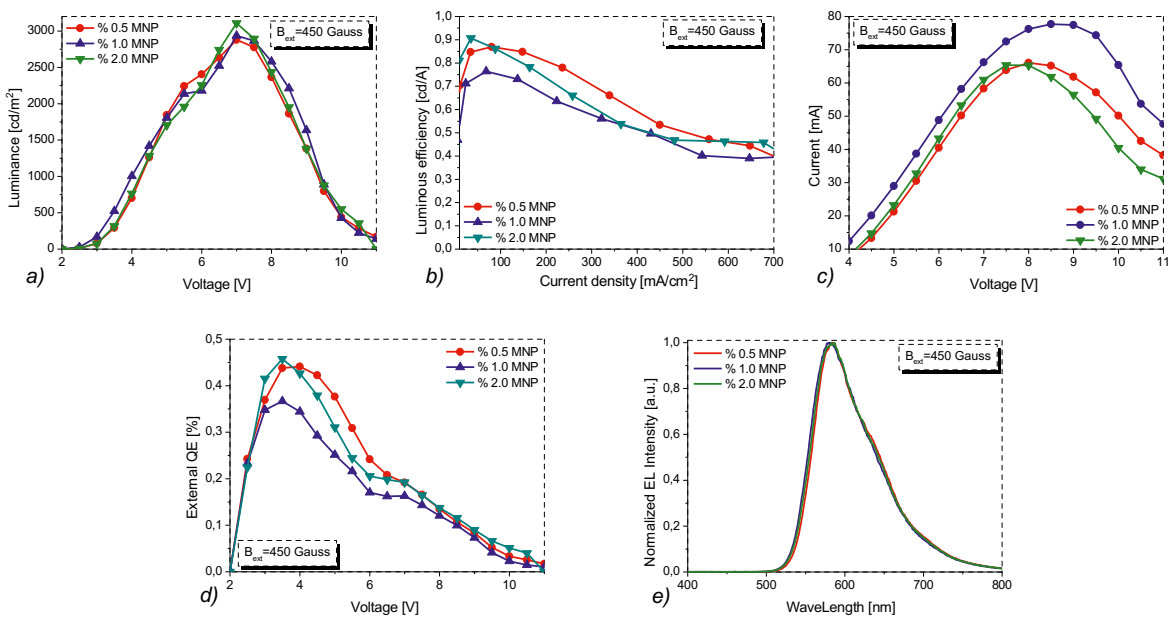 3000
2500
2000
1500
1000
500
0
Luminance [cd/m²]
2 4 6 8 10
Voltage [V]
% 0.5 MNP
% 1.0 MNP
% 2.0 MNP
Bext=450 Gauss
a)
1,0
0,9
0,8
0,7
0,6
0,5
0,4
0,3
0,2
0,1
0,0
Luminous efficiency [cd/A]
100 200 300 400 500 600 700
Current density [mA/cm²]
Bext=450 Gauss
% 0.5 MNP
% 1.0 MNP
% 2.0 MNP
b)
80
70
60
50
40
30
20
10
Current [mA]
4 5 6 7 8 9 10 11
Voltage [V]
Bext=450 Gauss
% 0.5 MNP
% 1.0 MNP
% 2.0 MNP
c)
0,5
0,4
0,3
0,2
0,1
0,0
External QE [%]
2 4 6 8 10
Voltage [V]
% 0.5 MNP
% 1.0 MNP
% 2.0 MNP
Bext=450 Gauss
d)
1,0
0,8
0,6
0,4
0,2
0,0
Normalized EL Intensity [a.u.]
400 500 600 700 800
WaveLength [nm]
% 0.5 MNP
% 1.0 MNP
% 2.0 MNP
Bext=450 Gauss
e)